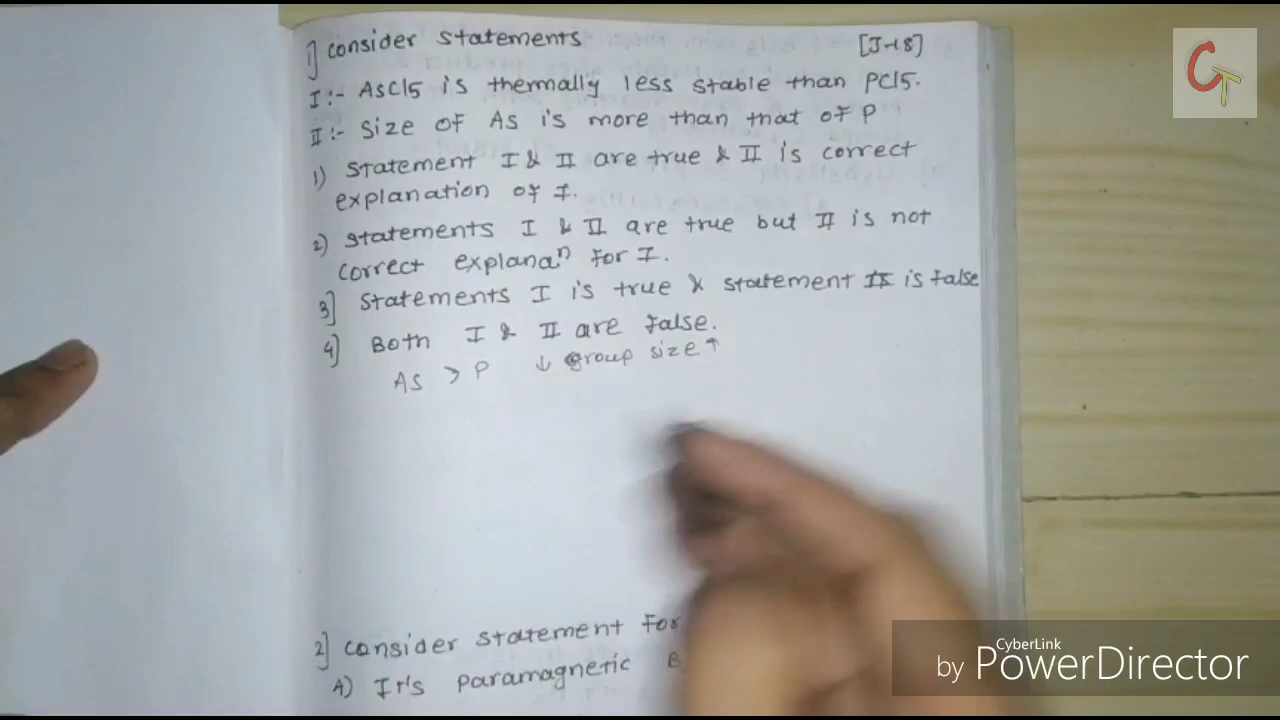 1] consider statements [J-18]
I :- AsCl5 is thermally less stable than PCl5.
II :- Size of As is more than that of P
1) Statement I & II are true & II is correct
explanation of I.
2) Statements I & II are true but II is not
correct explanaⁿ for I.
3] Statements I is true & statement II is false
4] Both I & II are false.
As > P ↓ group size ↑
2] Consider statement for
A) It's paramagnetic B
CT
CyberLink
by PowerDirector